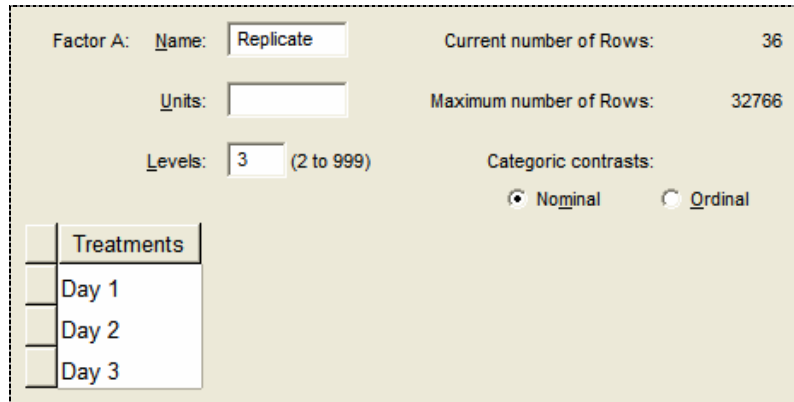 Factor A: Name: Replicate Current number of Rows: 36
Units: Maximum number of Rows: 32766
Levels: 3 (2 to 999) Categoric contrasts:
Nominal Ordinal
Treatments
Day 1
Day 2
Day 3